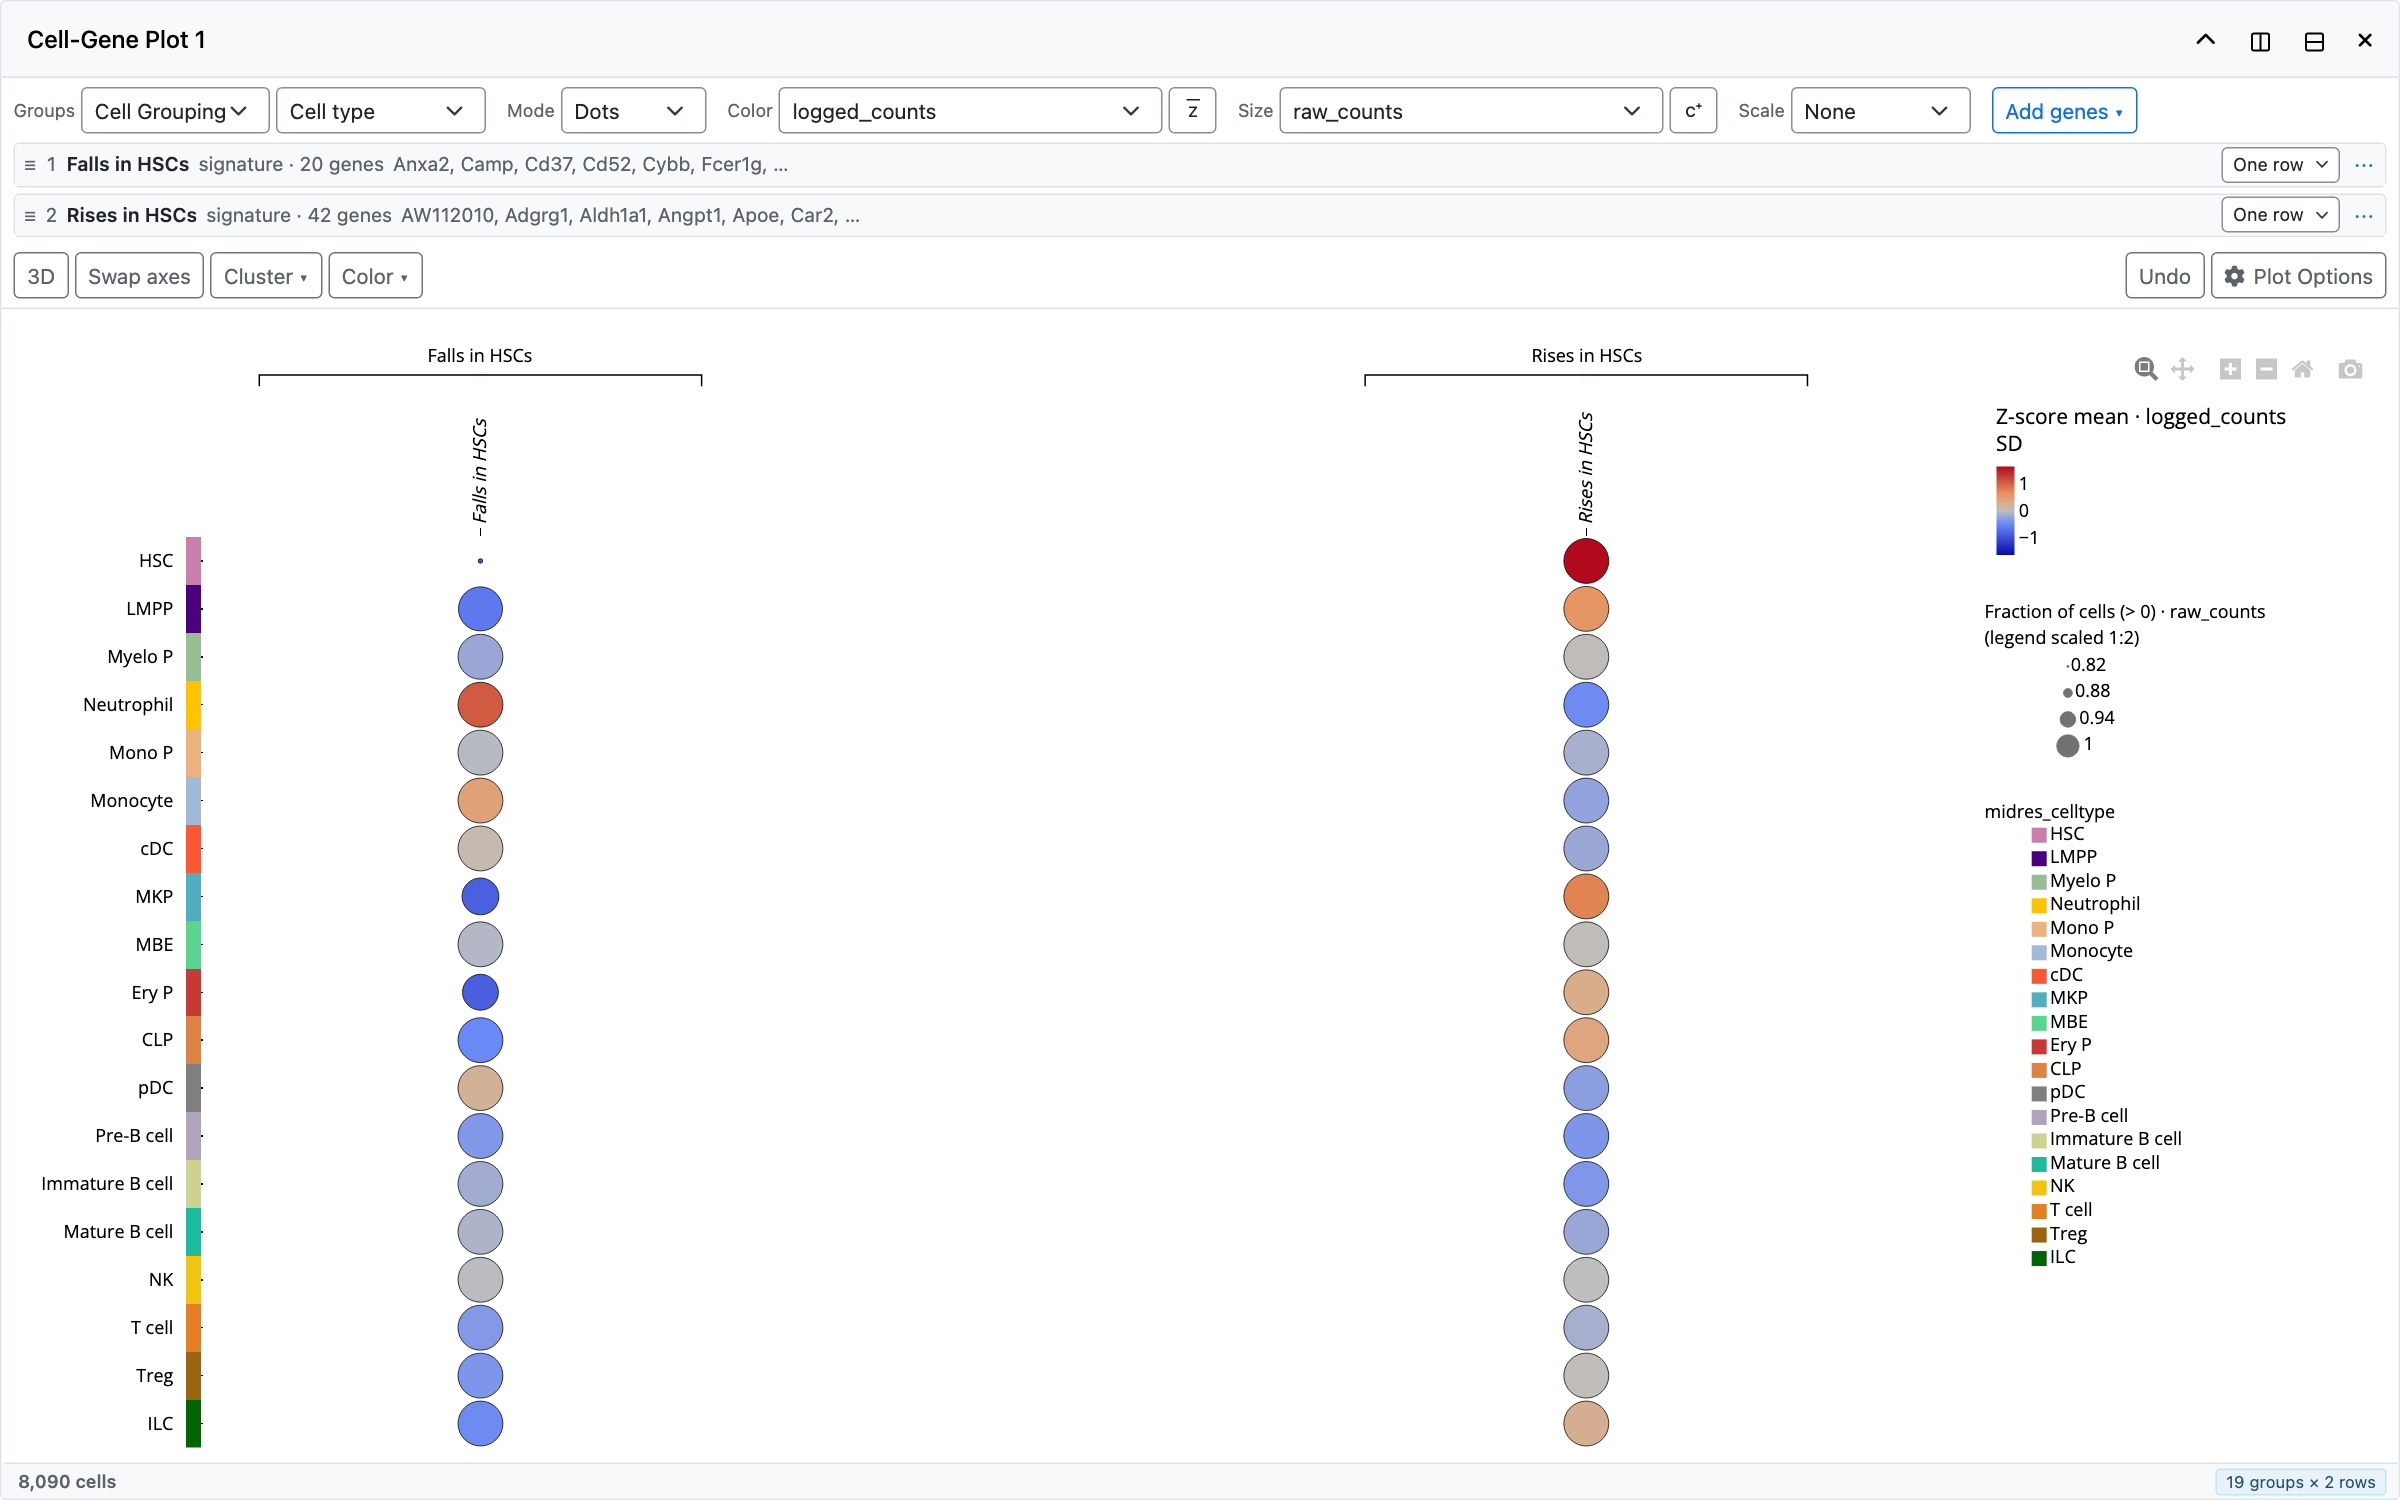 Cell-Gene Plot 1
Groups Cell Grouping Cell type Mode Dots Color logged_counts z Size raw_counts c+ Scale None Add genes ▾
≡ 1 Falls in HSCs signature · 20 genes Anxa2, Camp, Cd37, Cd52, Cybb, Fcer1g, ... One row ...
≡ 2 Rises in HSCs signature · 42 genes AW112010, Adgrg1, Aldh1a1, Angpt1, Apoe, Car2, ... One row ...
3D Swap axes Cluster ▾ Color ▾ Undo Plot Options
Falls in HSCs
Rises in HSCs
Falls in HSCs
Rises in HSCs
HSC
LMPP
Myelo P
Neutrophil
Mono P
Monocyte
cDC
MKP
MBE
Ery P
CLP
pDC
Pre-B cell
Immature B cell
Mature B cell
NK
T cell
Treg
ILC
Z-score mean · logged_counts
SD
1
0
−1
Fraction of cells (> 0) · raw_counts
(legend scaled 1:2)
0.82
0.88
0.94
1
midres_celltype
HSC
LMPP
Myelo P
Neutrophil
Mono P
Monocyte
cDC
MKP
MBE
Ery P
CLP
pDC
Pre-B cell
Immature B cell
Mature B cell
NK
T cell
Treg
ILC
8,090 cells
19 groups × 2 rows